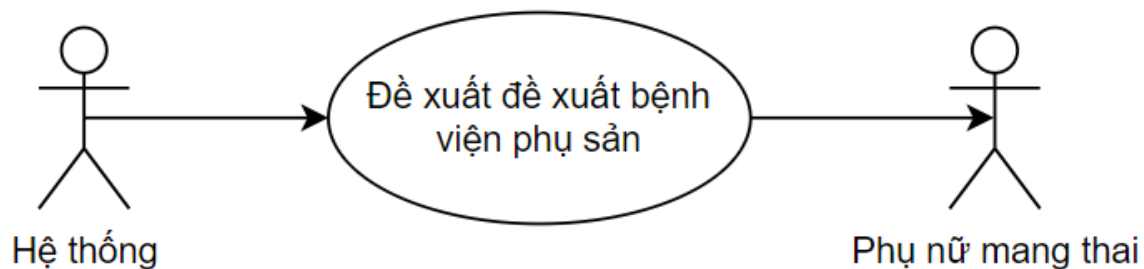 Đề xuất đề xuất bệnh
viện phụ sản
Hệ thống
Phụ nữ mang thai